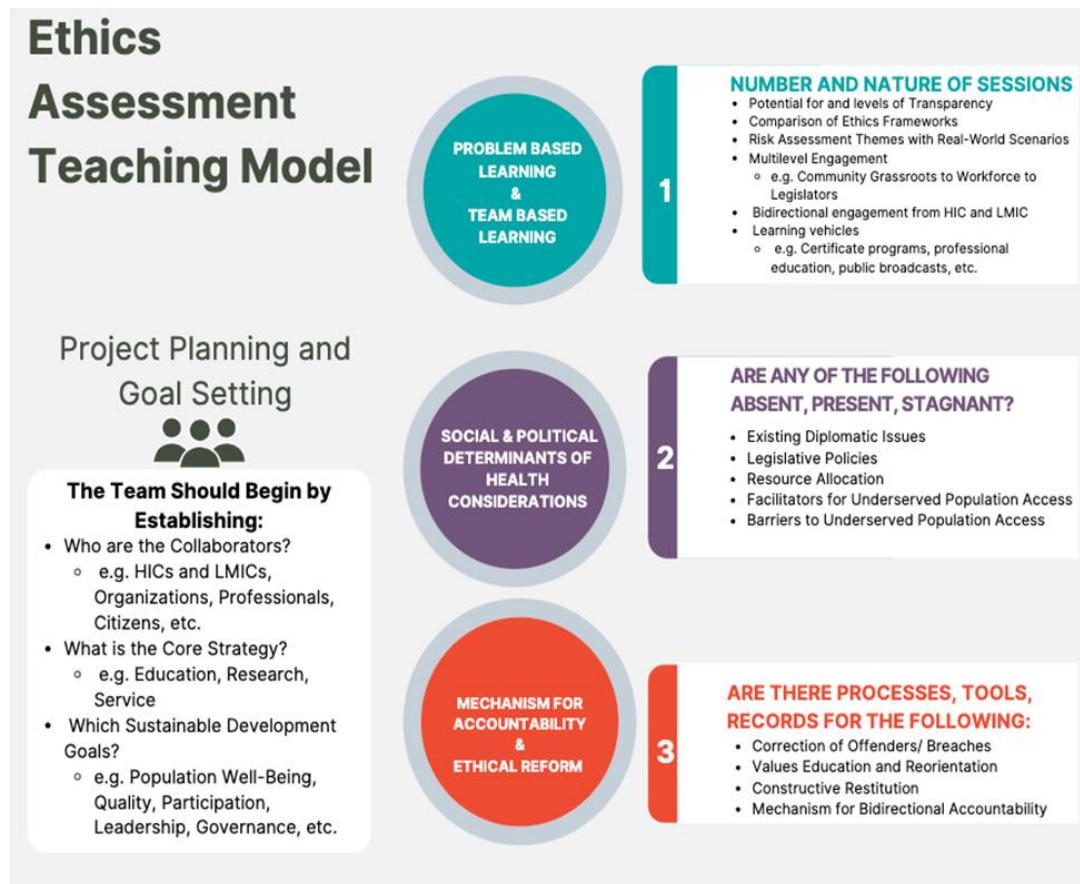 Ethics
Assessment
Teaching Model
Project Planning and
Goal Setting
The Team Should Begin by
Establishing:
• Who are the Collaborators?
◦ e.g. HICs and LMICs,
Organizations, Professionals,
Citizens, etc.
• What is the Core Strategy?
◦ e.g. Education, Research,
Service
• Which Sustainable Development
Goals?
◦ e.g. Population Well-Being,
Quality, Participation,
Leadership, Governance, etc.
PROBLEM BASED
LEARNING
&
TEAM BASED
LEARNING
1
NUMBER AND NATURE OF SESSIONS
• Potential for and levels of Transparency
• Comparison of Ethics Frameworks
• Risk Assessment Themes with Real-World Scenarios
• Multilevel Engagement
◦ e.g. Community Grassroots to Workforce to
Legislators
• Bidirectional engagement from HIC and LMIC
• Learning vehicles
◦ e.g. Certificate programs, professional
education, public broadcasts, etc.
SOCIAL & POLITICAL
DETERMINANTS OF
HEALTH
CONSIDERATIONS
2
ARE ANY OF THE FOLLOWING
ABSENT, PRESENT, STAGNANT?
• Existing Diplomatic Issues
• Legislative Policies
• Resource Allocation
• Facilitators for Underserved Population Access
• Barriers to Underserved Population Access
MECHANISM FOR
ACCOUNTABILITY
&
ETHICAL REFORM
3
ARE THERE PROCESSES, TOOLS,
RECORDS FOR THE FOLLOWING:
• Correction of Offenders/ Breaches
• Values Education and Reorientation
• Constructive Restitution
• Mechanism for Bidirectional Accountability